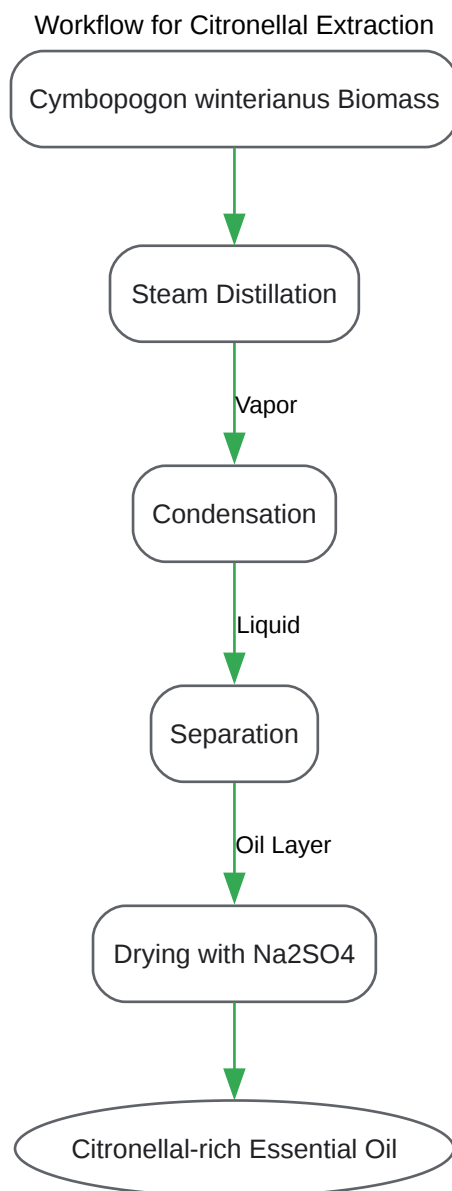 Workflow for Citronellal Extraction
Cymbopogon winterianus Biomass
Steam Distillation
Vapor
Condensation
Liquid
Separation
Oil Layer
Drying with Na2SO4
Citronellal-rich Essential Oil